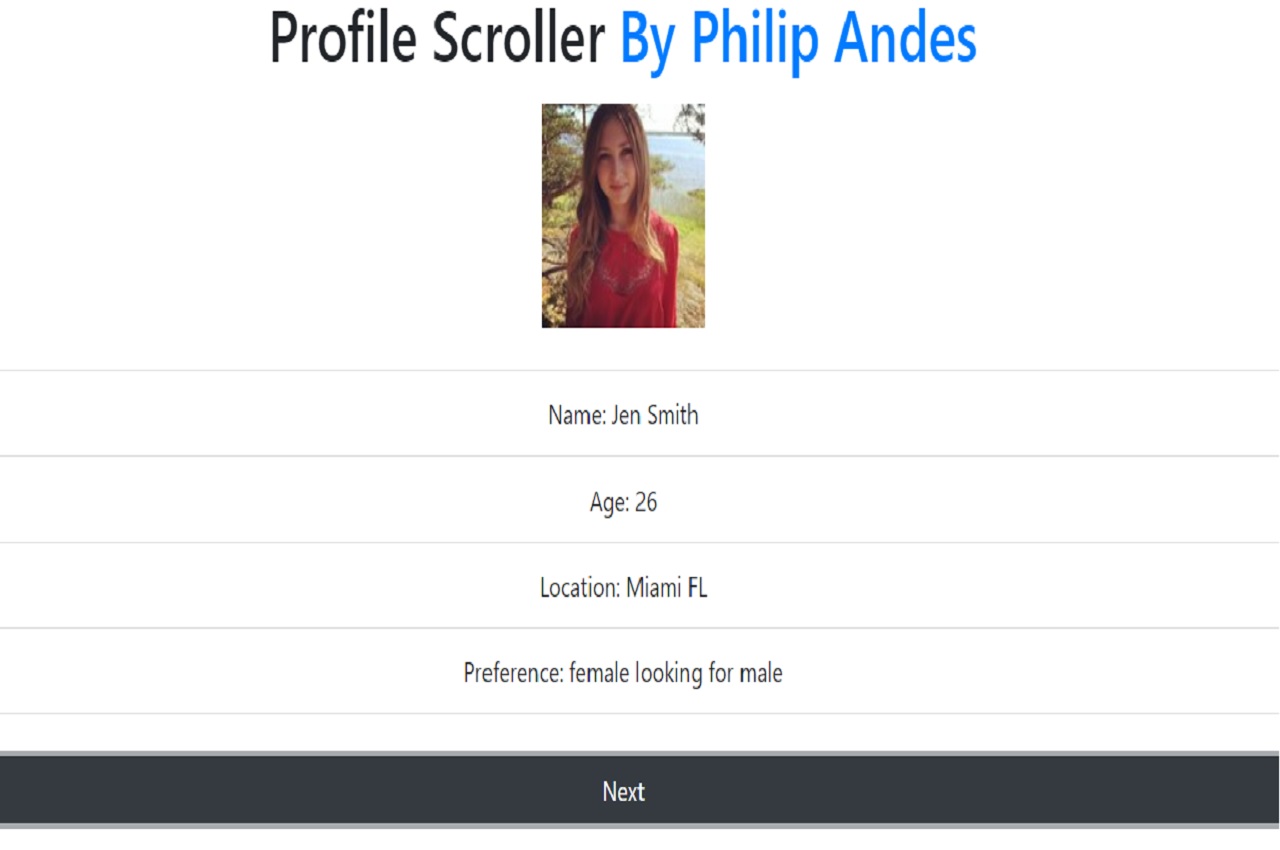 Profile Scroller By Philip Andes
Name: Jen Smith
Age: 26
Location: Miami FL
Preference: female looking for male
Next